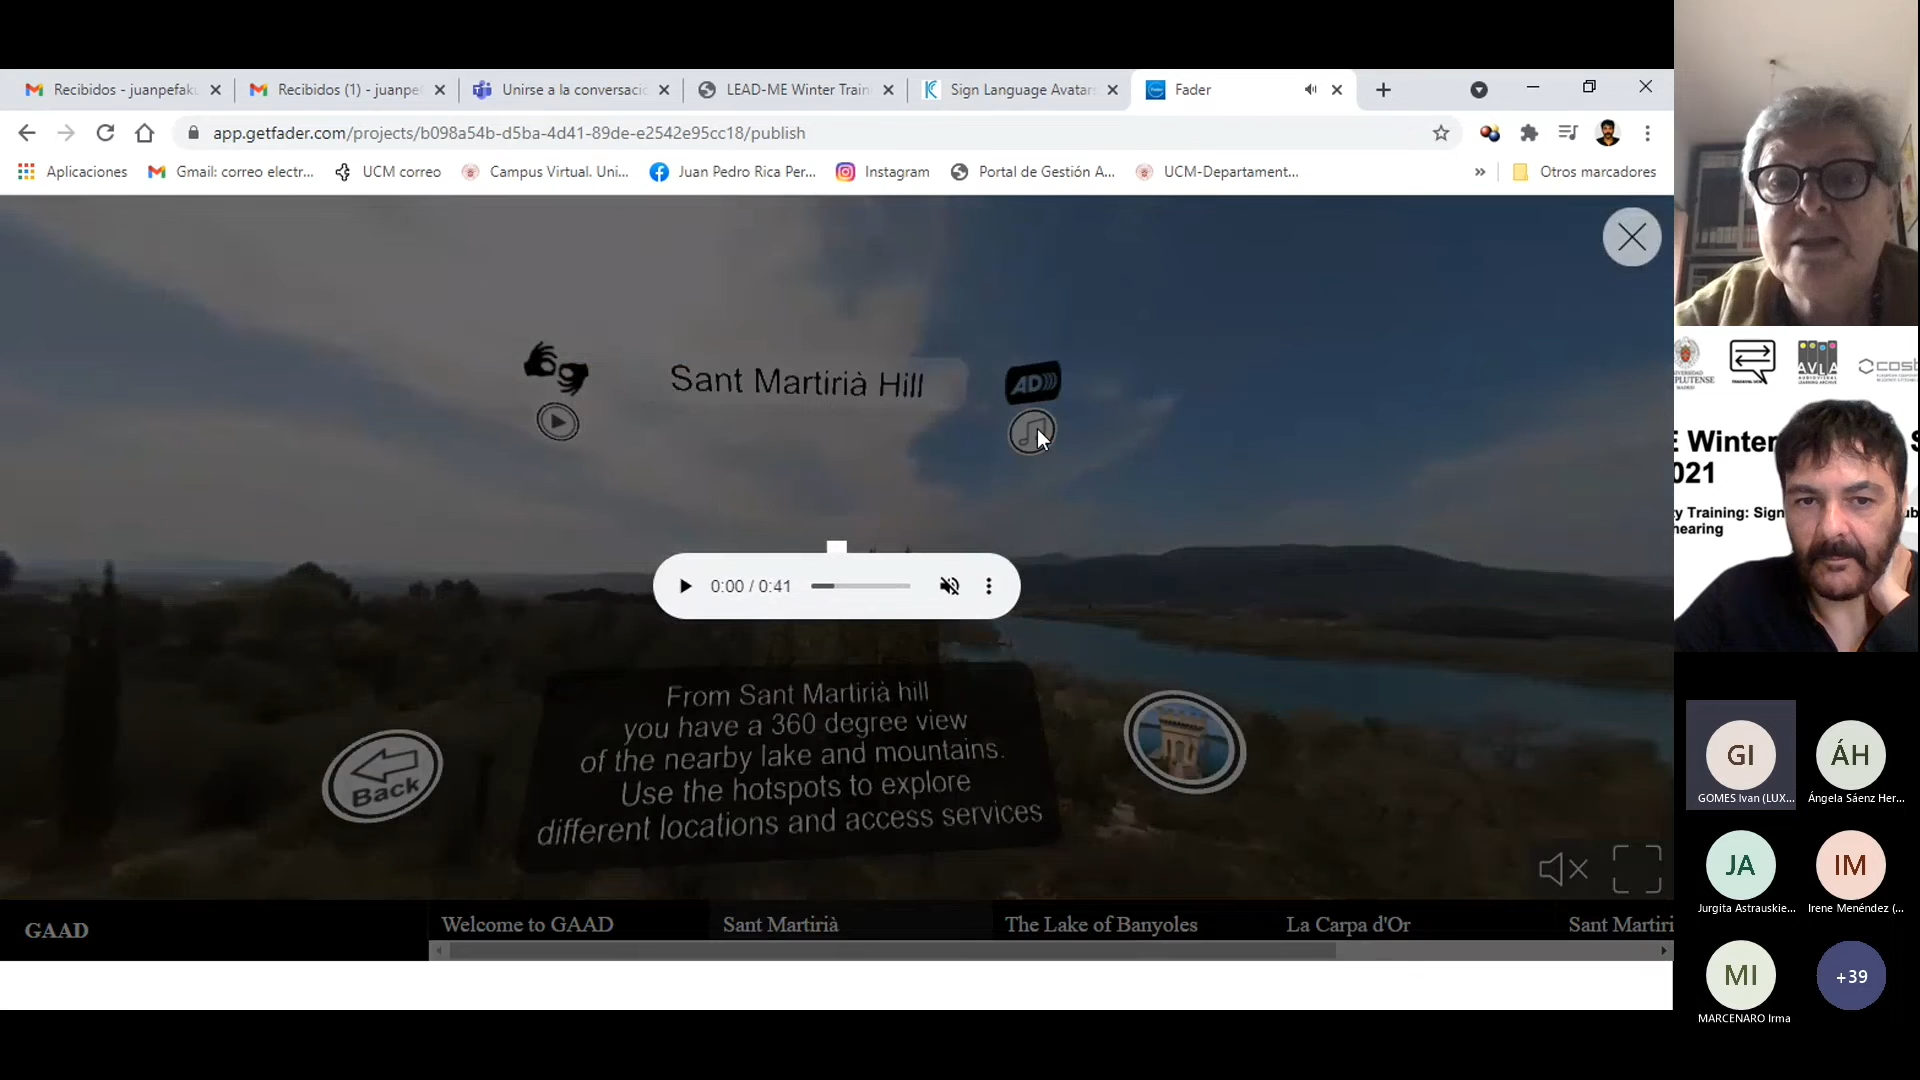 Recibidos - juanpefak
Recibidos (1) - juanpe
Unirse a la conversació
LEAD-ME Winter Traini
Sign Language Avatars
Fader
app.getfader.com/projects/b098a54b-d5ba-4d41-89de-e2542e95cc18/publish
Aplicaciones
Gmail: correo electr...
UCM correo
Campus Virtual. Uni...
Juan Pedro Rica Per...
Instagram
Portal de Gestión A...
UCM-Departament...
»
Otros marcadores
Sant Martirià Hill
AD
0:00 / 0:41
From Sant Martirià hill
you have a 360 degree view
of the nearby lake and mountains.
Use the hotspots to explore
different locations and access services
Back
GAAD
Welcome to GAAD
Sant Martirià
The Lake of Banyoles
La Carpa d'Or
Sant Martiri
AVLA
cost
E Winter
S
021
y Training: Sign
ub
hearing
GI
GOMES Ivan (LUX...
ÁH
Ángela Sáenz Her...
JA
Jurgita Astrauskie...
IM
Irene Menéndez (...
MI
MARCENARO Irma
+39